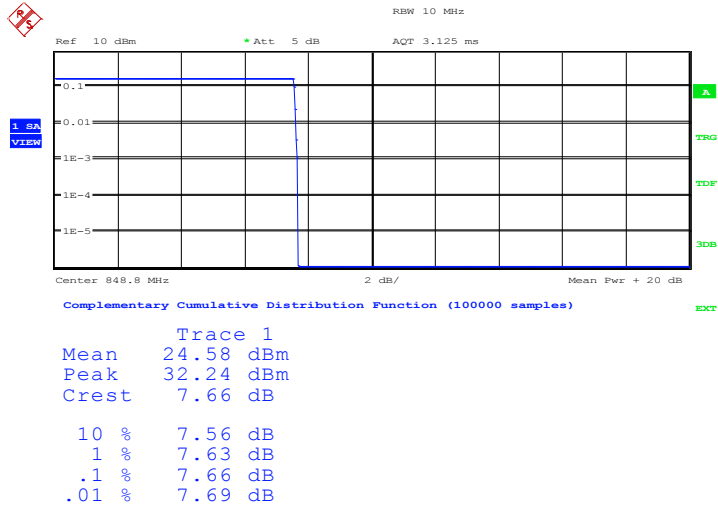 R S
RBW 10 MHz
Ref 10 dBm * Att 5 dB AQT 3.125 ms
0.1
A
0.01
1 SA
VIEW
TRG
1E-3
TDF
1E-4
1E-5
3DB
Center 848.8 MHz 2 dB/ Mean Pwr + 20 dB
Complementary Cumulative Distribution Function (100000 samples)
EXT
Trace 1
Mean 24.58 dBm
Peak 32.24 dBm
Crest 7.66 dB
10 % 7.56 dB
1 % 7.63 dB
.1 % 7.66 dB
.01 % 7.69 dB